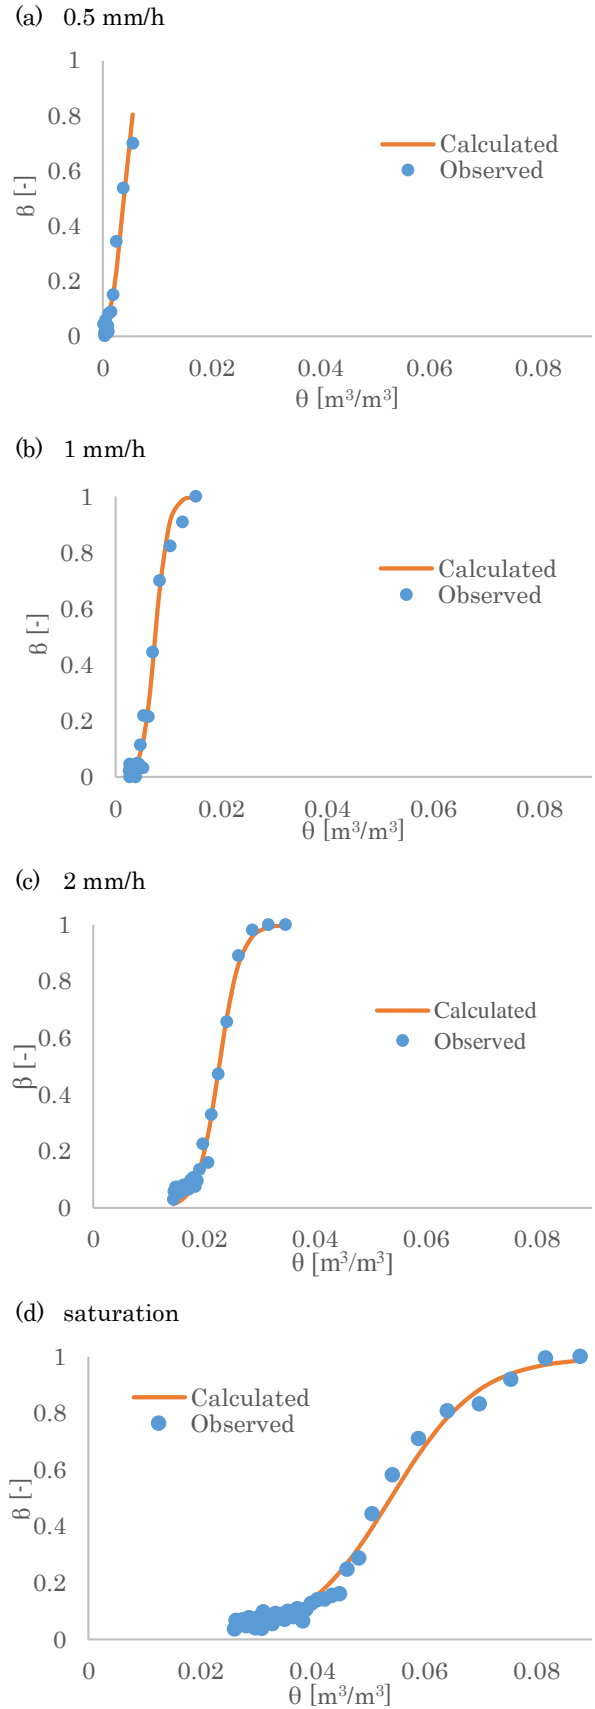 (a) 0.5 mm/h
1
0.8
0.6
0.4
0.2
0
β [-]
Calculated
Observed
0 0.02 0.04 0.06 0.08
θ [m³/m³]
(b) 1 mm/h
1
0.8
0.6
0.4
0.2
0
β [-]
Calculated
Observed
0 0.02 0.04 0.06 0.08
θ [m³/m³]
(c) 2 mm/h
1
0.8
0.6
0.4
0.2
0
β [-]
Calculated
Observed
0 0.02 0.04 0.06 0.08
θ [m³/m³]
(d) saturation
1
0.8
0.6
0.4
0.2
0
β [-]
Calculated
Observed
0 0.02 0.04 0.06 0.08
θ [m³/m³]